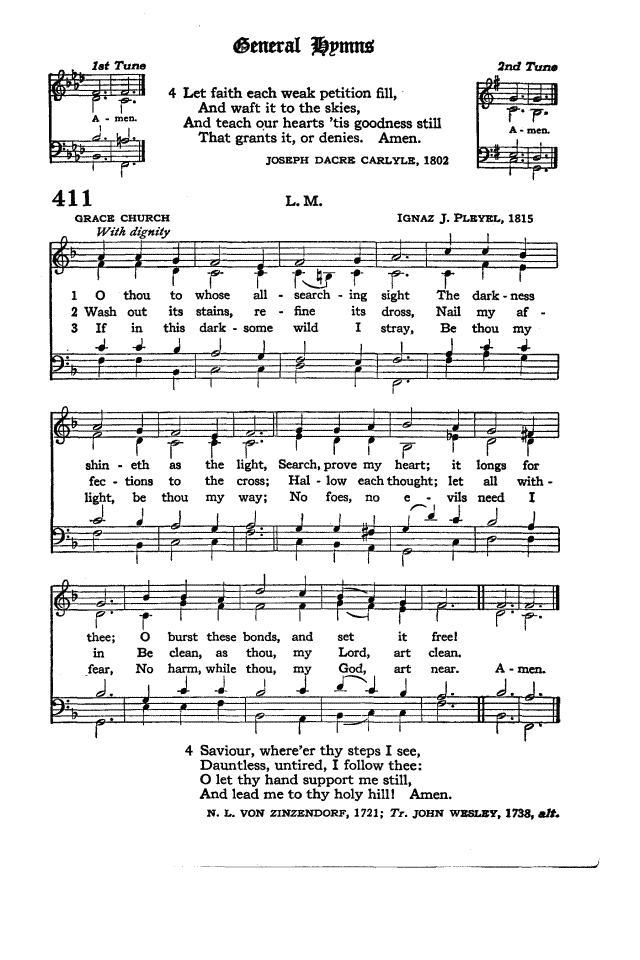 General Hymns
1st Tune
2nd Tune
4 Let faith each weak petition fill,
And waft it to the skies,
And teach our hearts 'tis goodness still
That grants it, or denies. Amen.
A - men.
A - men.
JOSEPH DACRE CARLYLE, 1802
411
L. M.
GRACE CHURCH
IGNAZ J. PLEYEL, 1815
With dignity
1 O thou to whose all - search - ing sight The dark - ness
2 Wash out its stains, re - fine its dross, Nail my af -
3 If in this dark - some wild I stray, Be thou my
shin - eth as the light, Search, prove my heart; it longs for
fec - tions to the cross; Hal - low each thought; let all with -
light, be thou my way; No foes, no e - vils need I
thee; O burst these bonds, and set it free!
in Be clean, as thou, my Lord, art clean.
fear, No harm, while thou, my God, art near. A - men.
4 Saviour, where'er thy steps I see,
Dauntless, untired, I follow thee:
O let thy hand support me still,
And lead me to thy holy hill! Amen.
N. L. VON ZINZENDORF, 1721; Tr. JOHN WESLEY, 1738, alt.